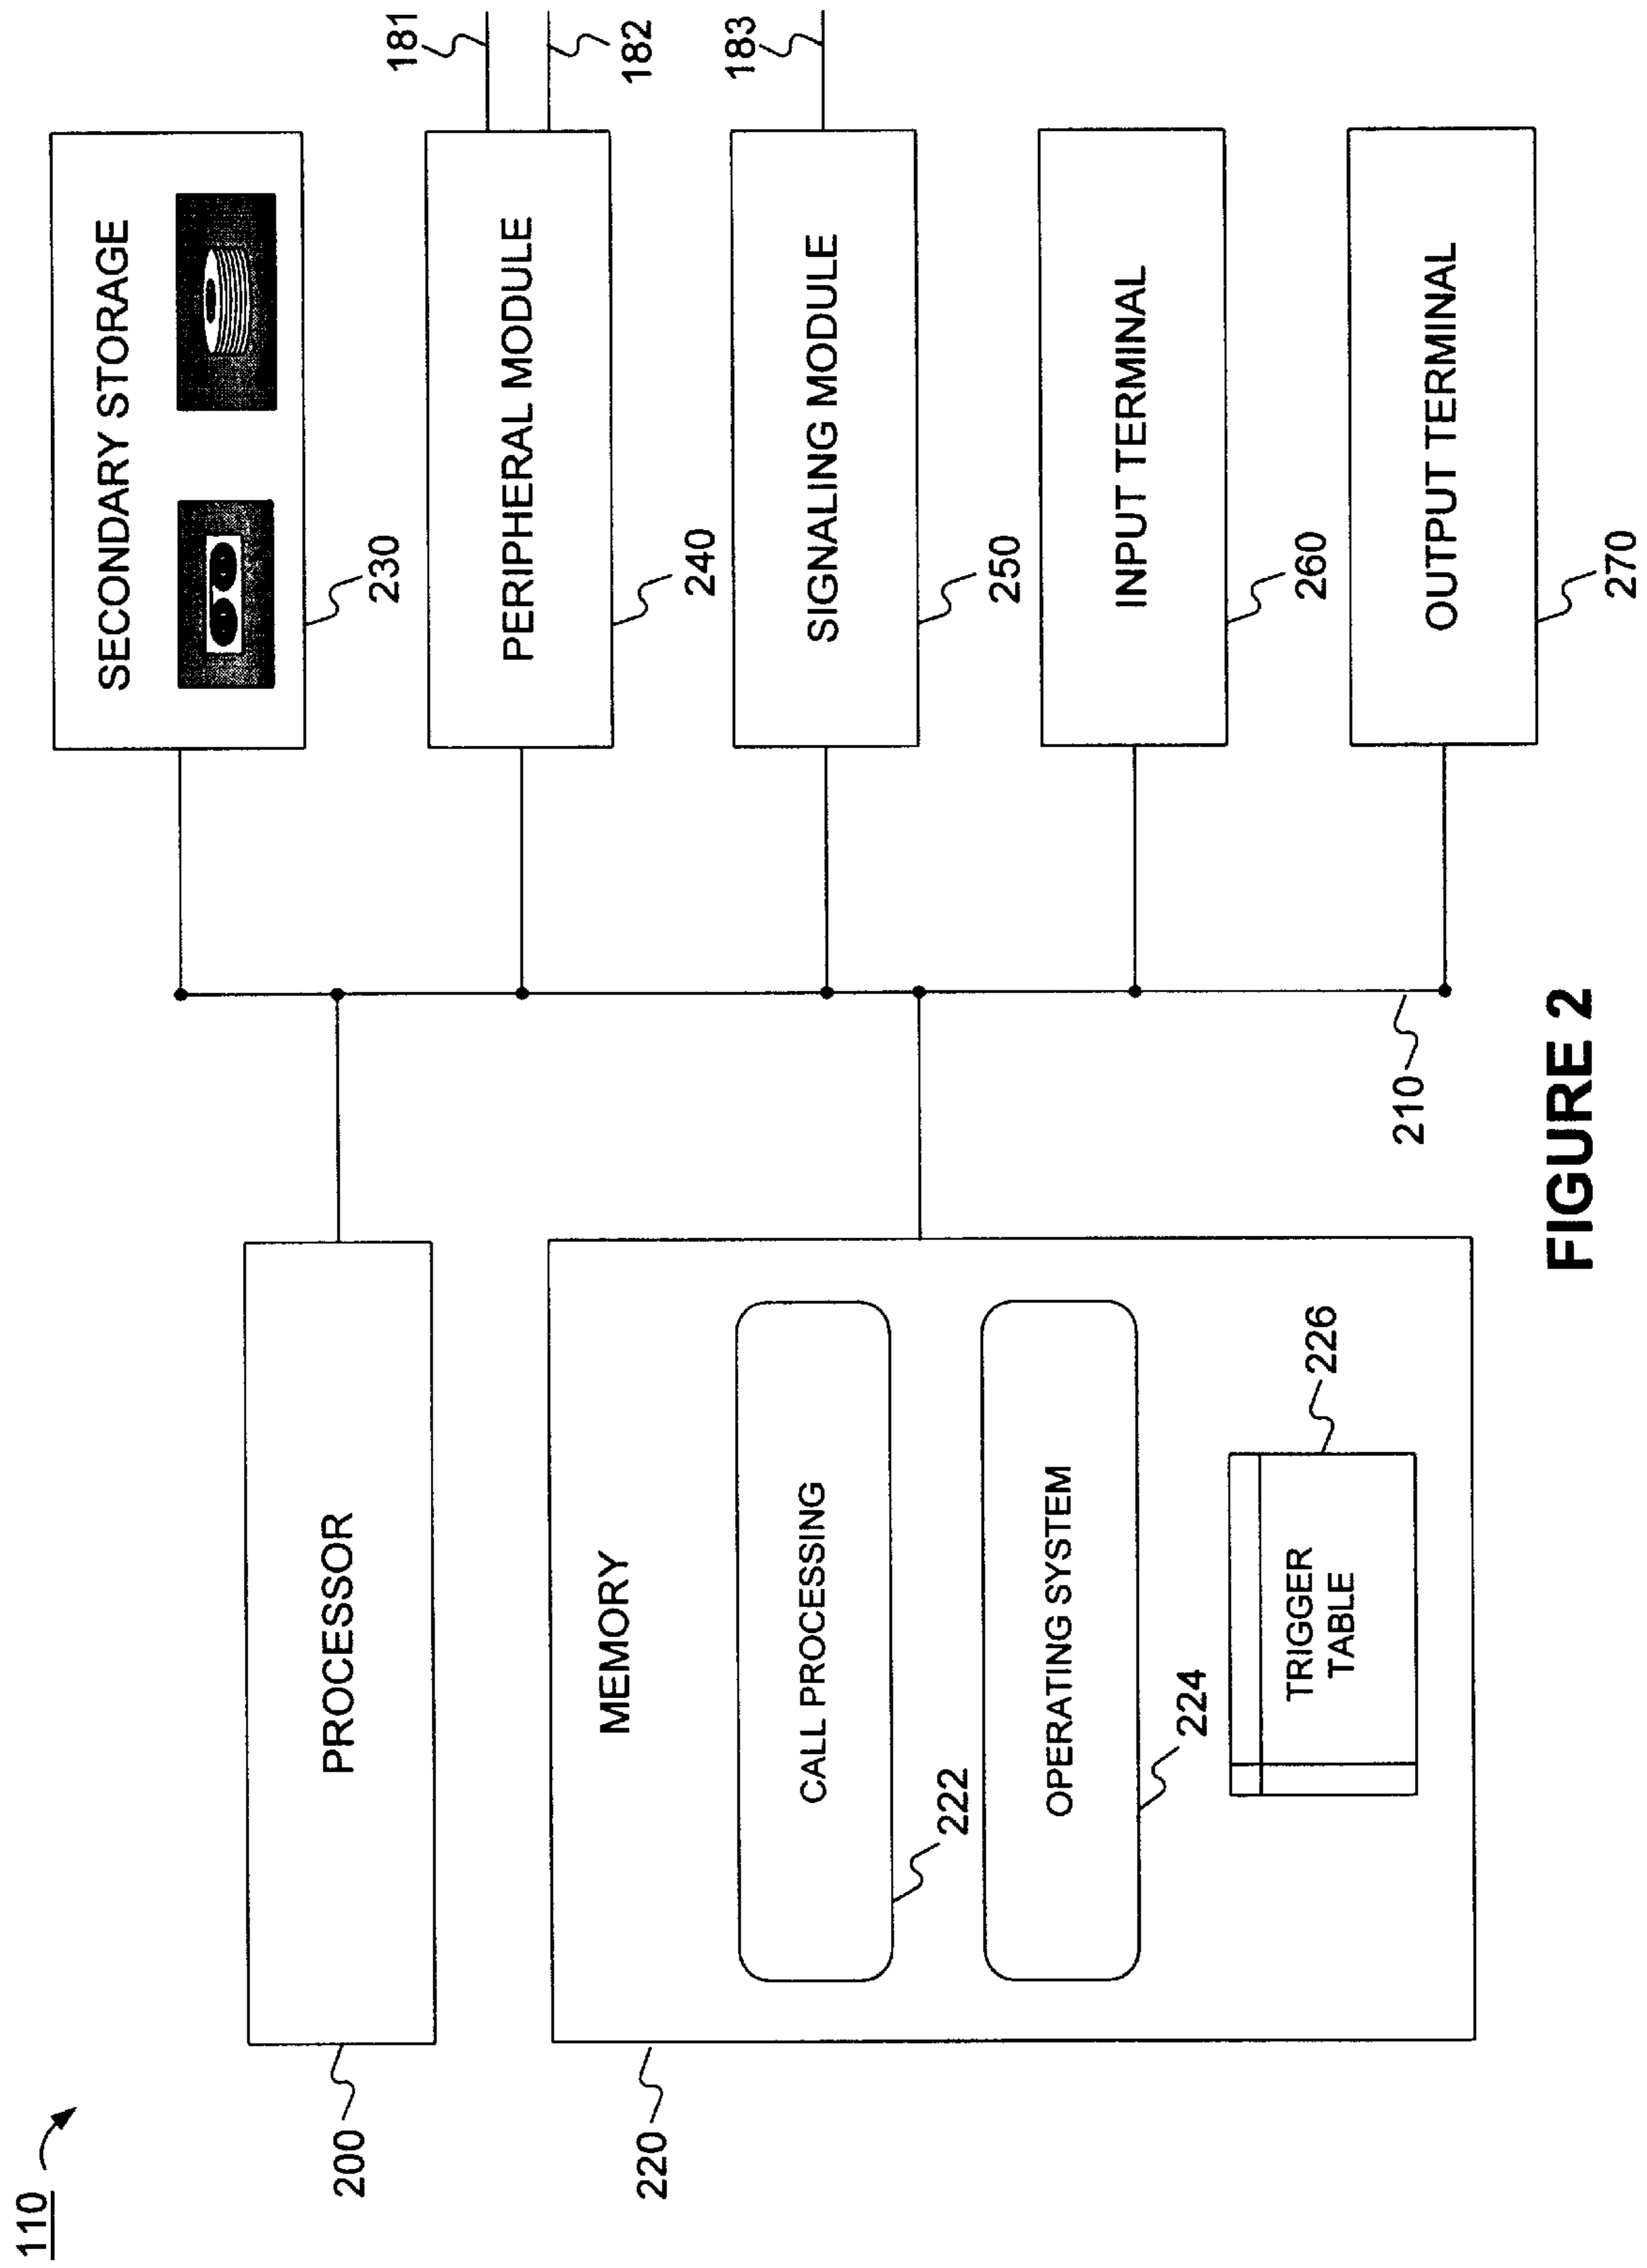 110
200
PROCESSOR
220
MEMORY
CALL PROCESSING
222
OPERATING SYSTEM
224
TRIGGER
TABLE
226
210
SECONDARY STORAGE
230
PERIPHERAL MODULE
240
181
182
SIGNALING MODULE
250
183
INPUT TERMINAL
260
OUTPUT TERMINAL
270
FIGURE 2